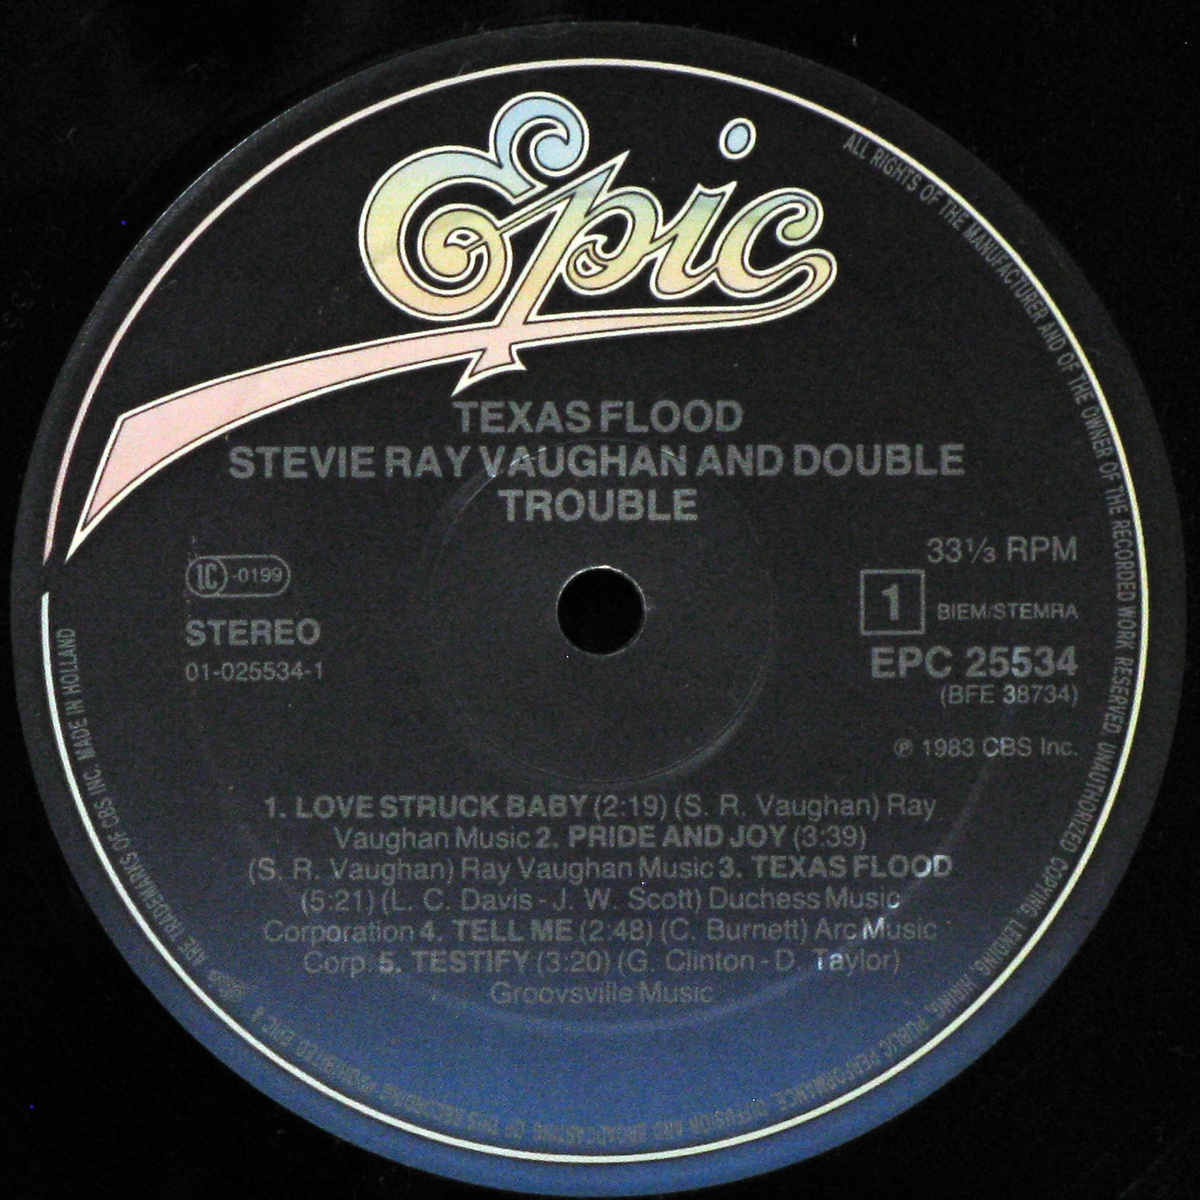 Epic
TEXAS FLOOD
STEVIE RAY VAUGHAN AND DOUBLE
TROUBLE
33⅓ RPM
1C-0199
1 BIEM/STEMRA
STEREO
EPC 25534
01-025534-1
(BFE 38734)
℗ 1983 CBS Inc.
1. LOVE STRUCK BABY (2:19) (S. R. Vaughan) Ray
Vaughan Music 2. PRIDE AND JOY (3:39)
(S. R. Vaughan) Ray Vaughan Music 3. TEXAS FLOOD
(5:21) (L. C. Davis - J. W. Scott) Duchess Music
Corporation 4. TELL ME (2:48) (C. Burnett) Arc Music
Corp. 5. TESTIFY (3:20) (G. Clinton - D. Taylor)
Groovsville Music
ALL RIGHTS OF THE MANUFACTURER AND OF THE OWNER OF THE RECORDED WORK RESERVED. UNAUTHORIZED COPYING, LENDING, HIRING, PUBLIC PERFORMANCE, DIFFUSION AND BROADCASTING OF THIS RECORDING PROHIBITED. EPIC & ARE TRADEMARKS OF CBS INC. MADE IN HOLLAND